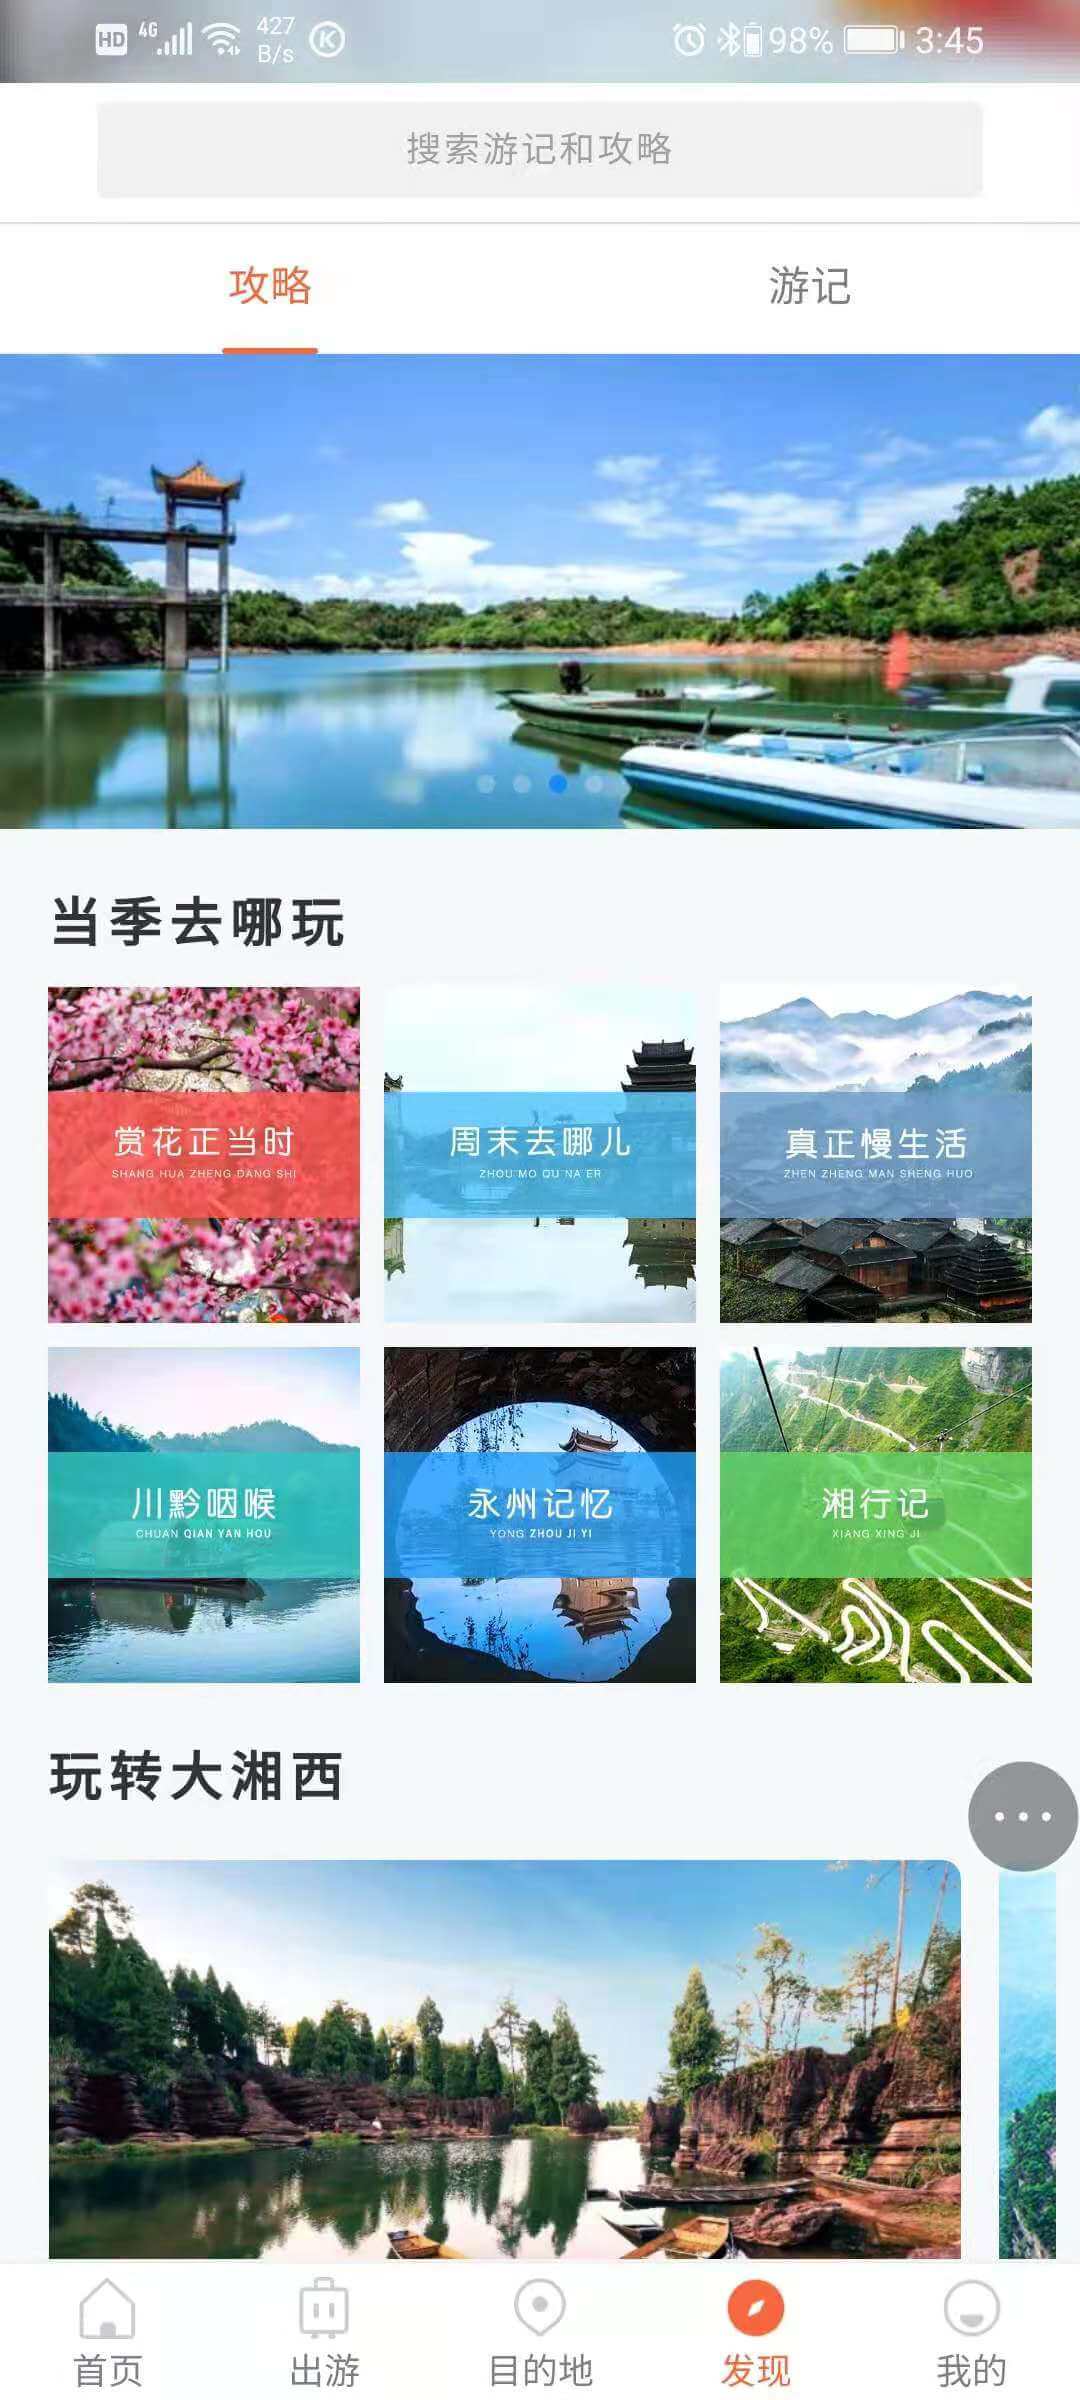 HD 4G 427 B/s K 98% 3:45
搜索游记和攻略
攻略 游记
当季去哪玩
赏花正当时 周末去哪儿 真正慢生活
SHANG HUA ZHENG DANG SHI ZHOU MO QU NA ER ZHEN ZHENG MAN SHENG HUO
川黔咽喉 永州记忆 湘行记
CHUAN QIAN YAN HOU YONG ZHOU JI YI XIANG XING JI
玩转大湘西
首页 出游 目的地 发现 我的